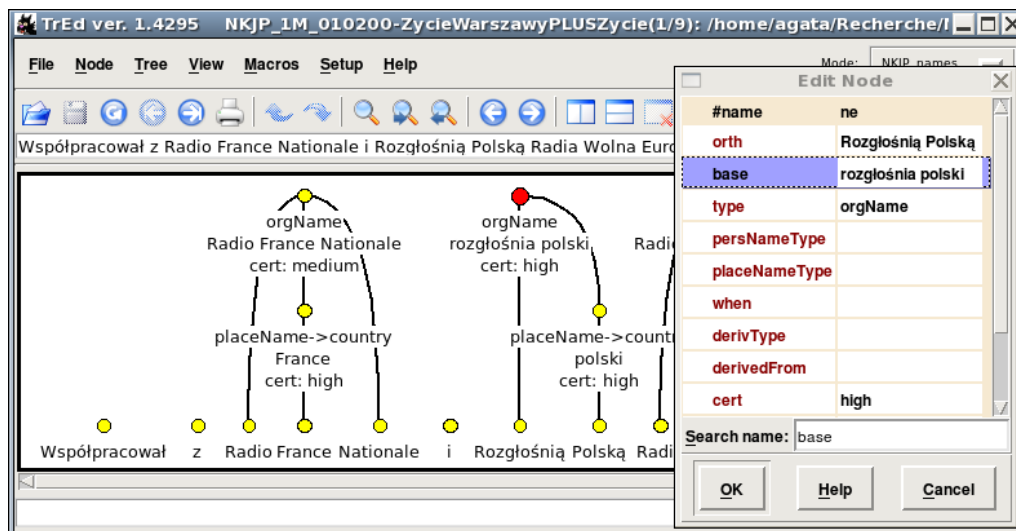 TrEd ver. 1.4295 NKJP_1M_010200-ZycieWarszawyPLUSZycie(1/9): /home/agata/Recherche/
File Node Tree View Macros Setup Help
Mode: NKJP_names
Współpracował z Radio France Nationale i Rozgłośnią Polską Radia Wolna Euro
orgName
Radio France Nationale
cert: medium
orgName
rozgłośnia polski
cert: high
Radi
placeName->country
France
cert: high
placeName->countr
polski
cert: high
Współpracował z Radio France Nationale i Rozgłośnią Polską Radi
Edit Node
#name ne
orth Rozgłośnią Polską
base rozgłośnia polski
type orgName
persNameType
placeNameType
when
derivType
derivedFrom
cert high
Search name: base
OK Help Cancel